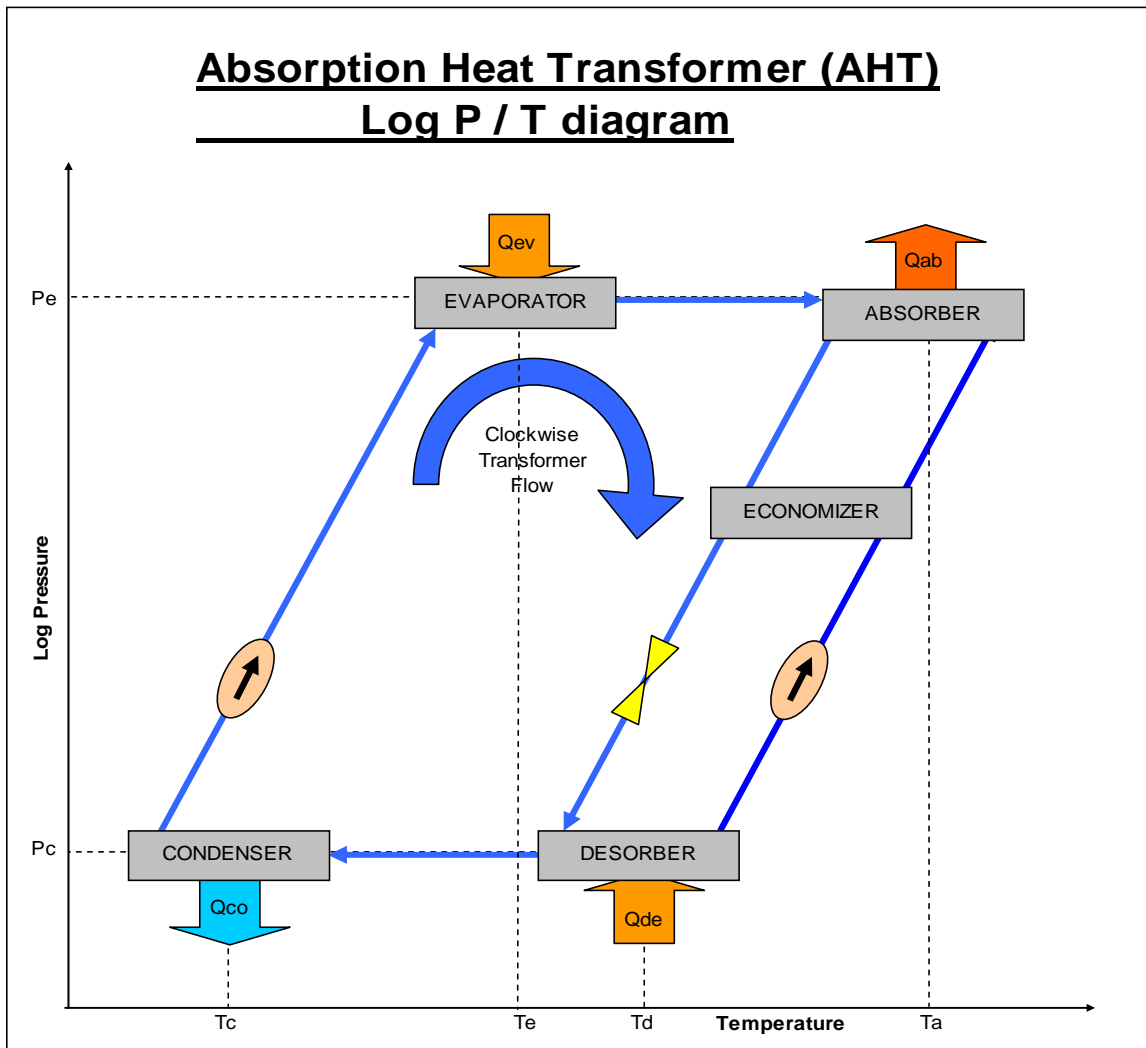 Absorption Heat Transformer (AHT)
Log P / T diagram
Qev
Qab
Pe
EVAPORATOR
ABSORBER
Clockwise
Transformer
Flow
ECONOMIZER
Log Pressure
Pc
CONDENSER
DESORBER
Qco
Qde
Tc
Te
Td
Temperature
Ta